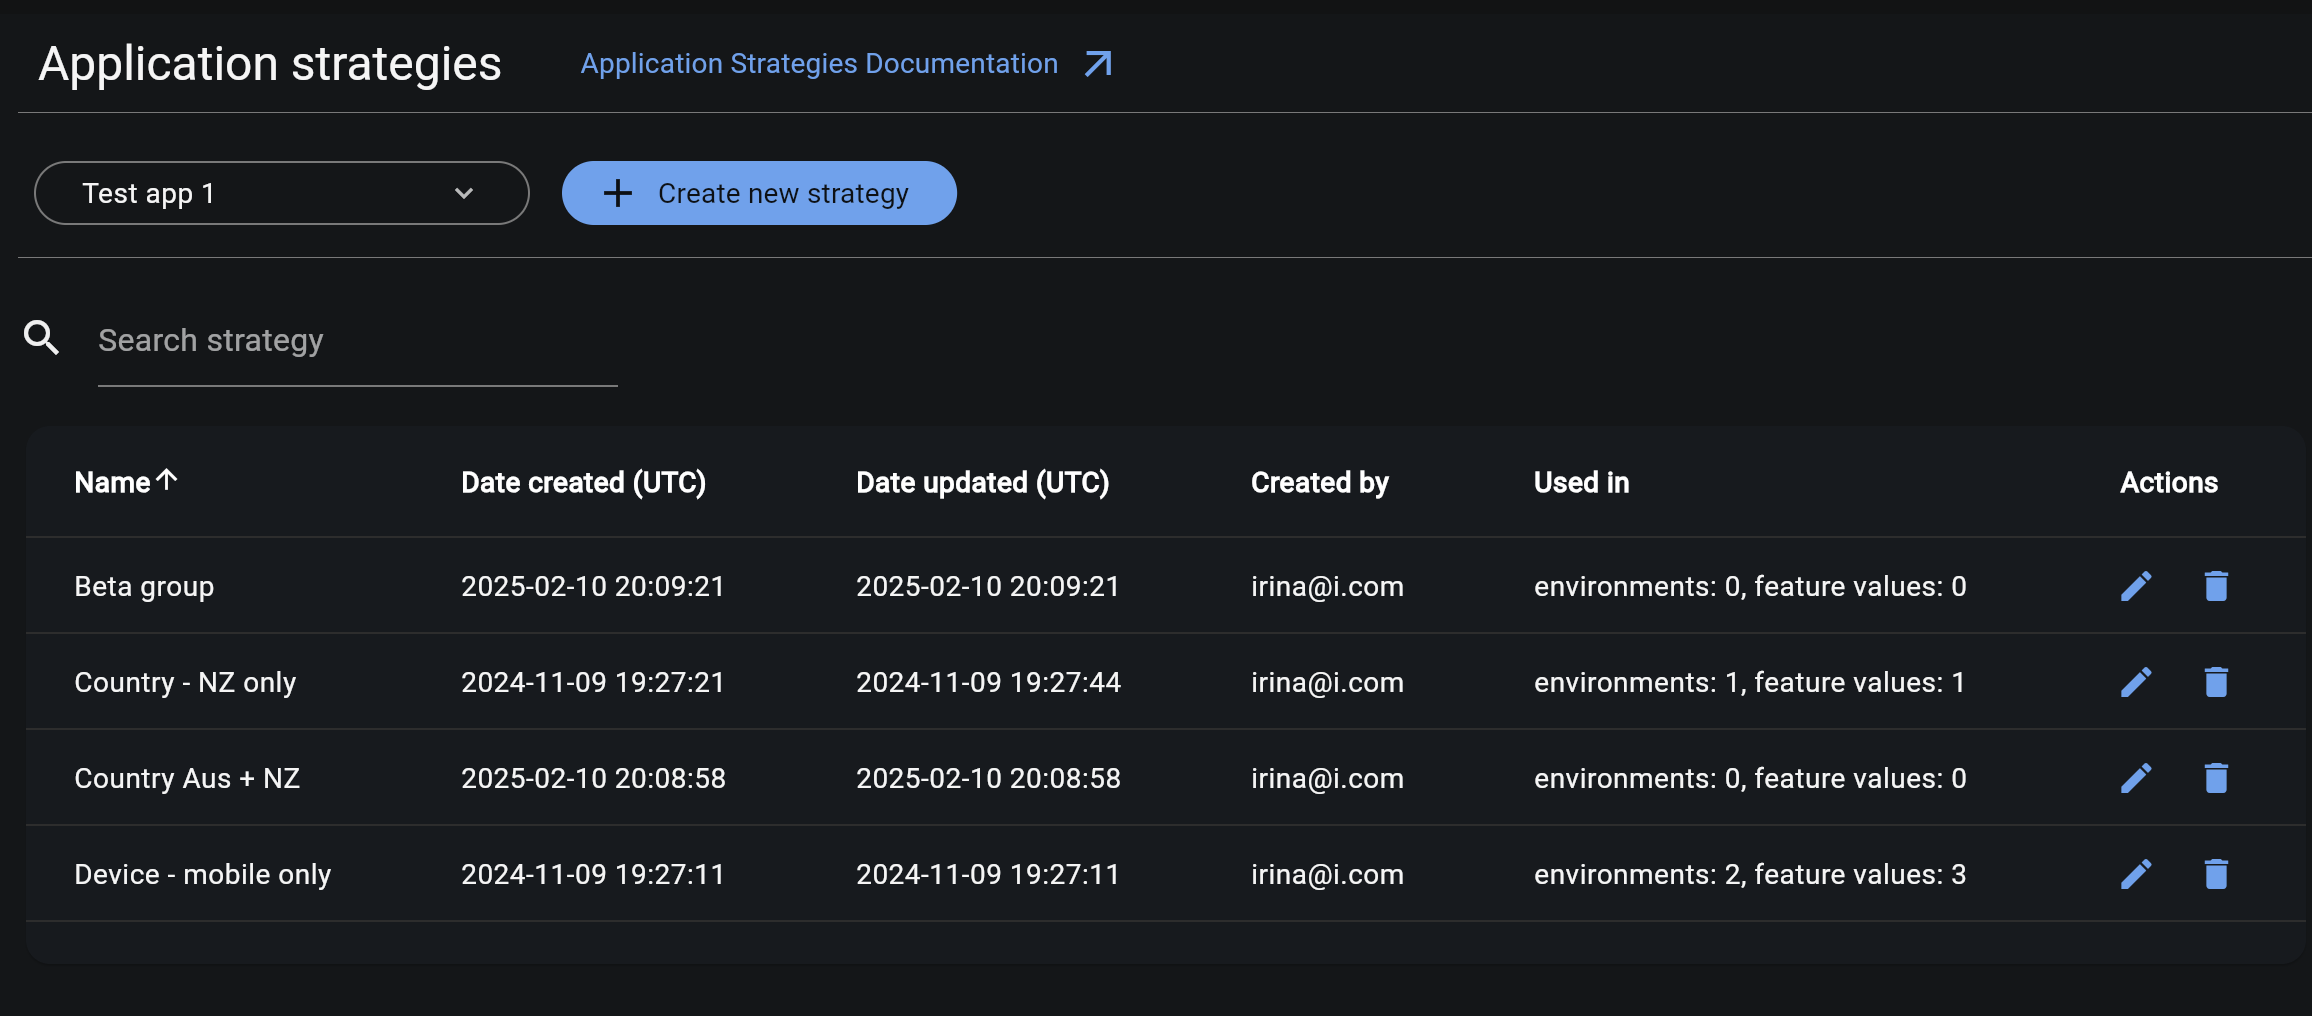 Application strategies Application Strategies Documentation
Test app 1 Create new strategy
Search strategy
Name Date created (UTC) Date updated (UTC) Created by Used in Actions
Beta group 2025-02-10 20:09:21 2025-02-10 20:09:21 irina@i.com environments: 0, feature values: 0
Country - NZ only 2024-11-09 19:27:21 2024-11-09 19:27:44 irina@i.com environments: 1, feature values: 1
Country Aus + NZ 2025-02-10 20:08:58 2025-02-10 20:08:58 irina@i.com environments: 0, feature values: 0
Device - mobile only 2024-11-09 19:27:11 2024-11-09 19:27:11 irina@i.com environments: 2, feature values: 3